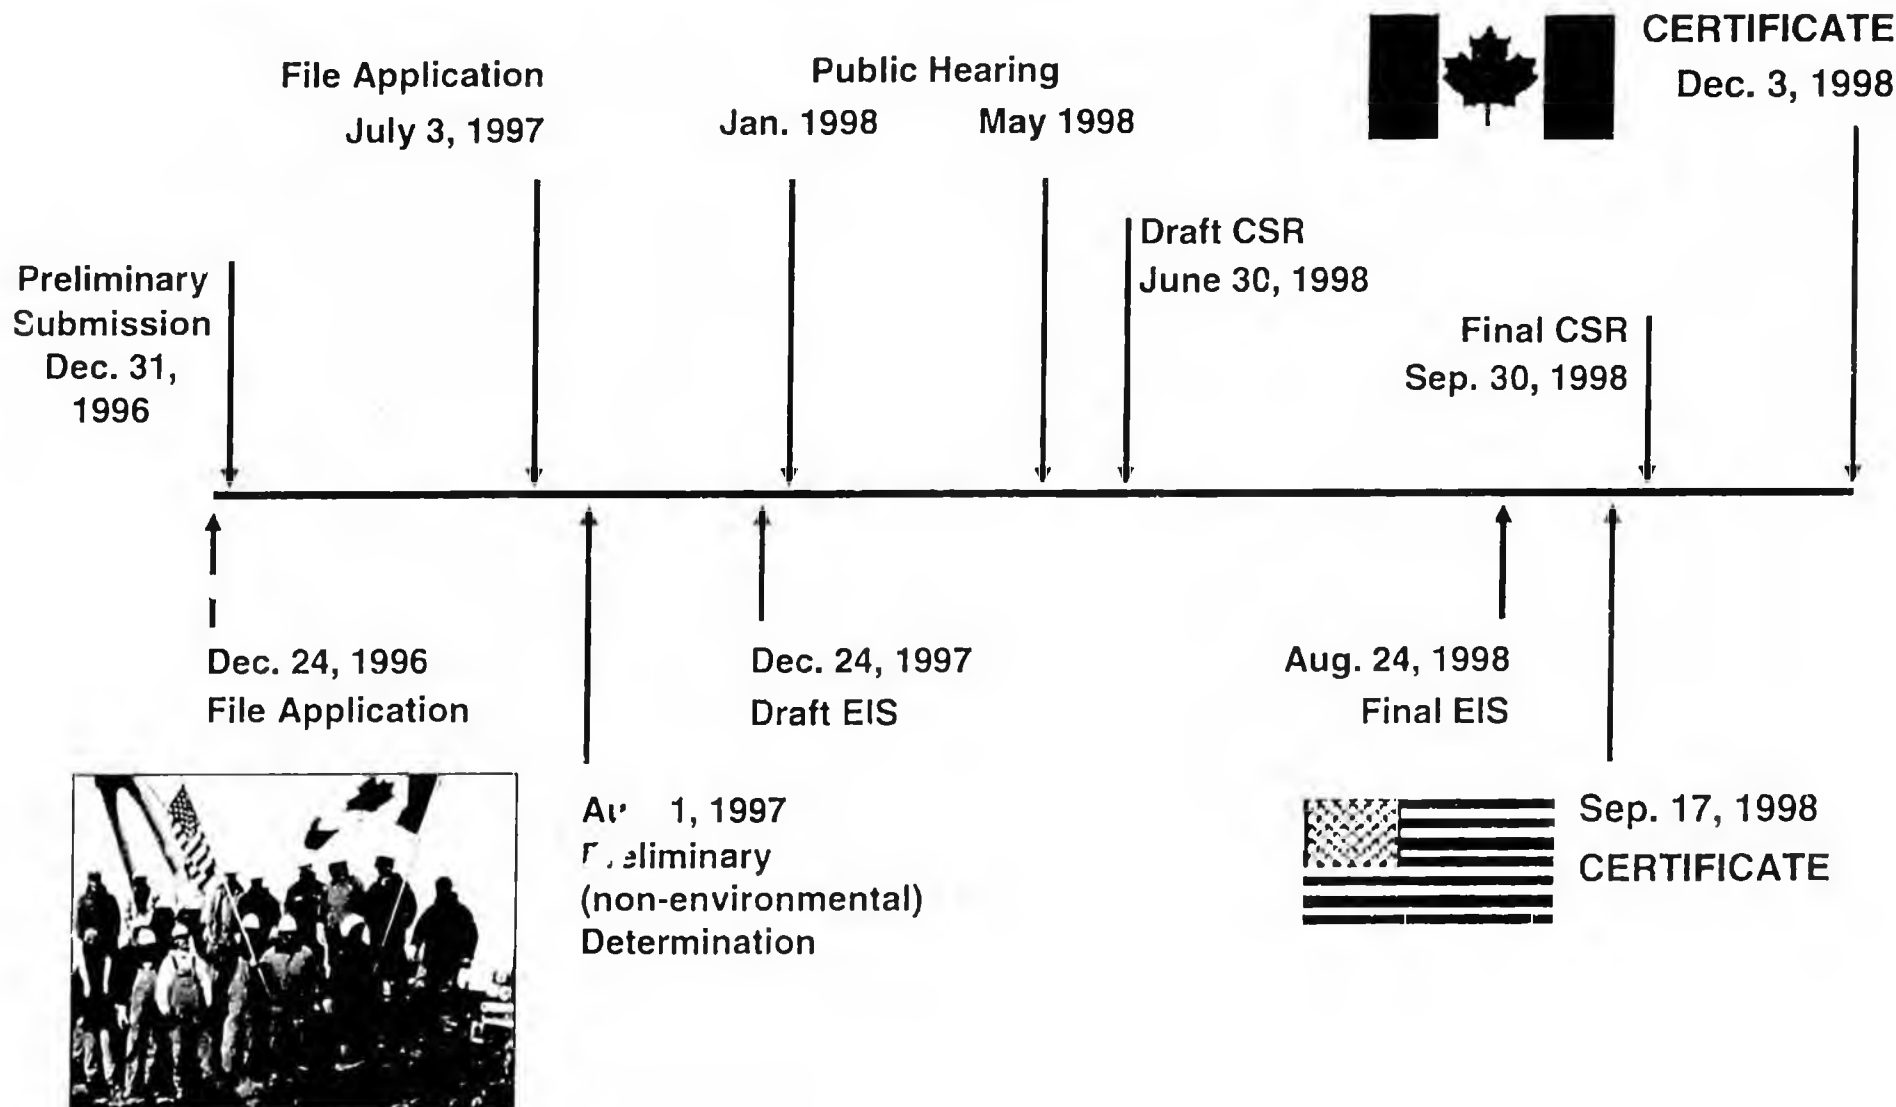 CERTIFICATE
Dec. 3, 1998
File Application
July 3, 1997
Public Hearing
Jan. 1998
May 1998
Draft CSR
June 30, 1998
Preliminary
Submission
Dec. 31,
1996
Final CSR
Sep. 30, 1998
Dec. 24, 1996
File Application
Dec. 24, 1997
Draft EIS
Aug. 24, 1998
Final EIS
1, 1997
(non-environmental)
Determination
Sep. 17, 1998
CERTIFICATE